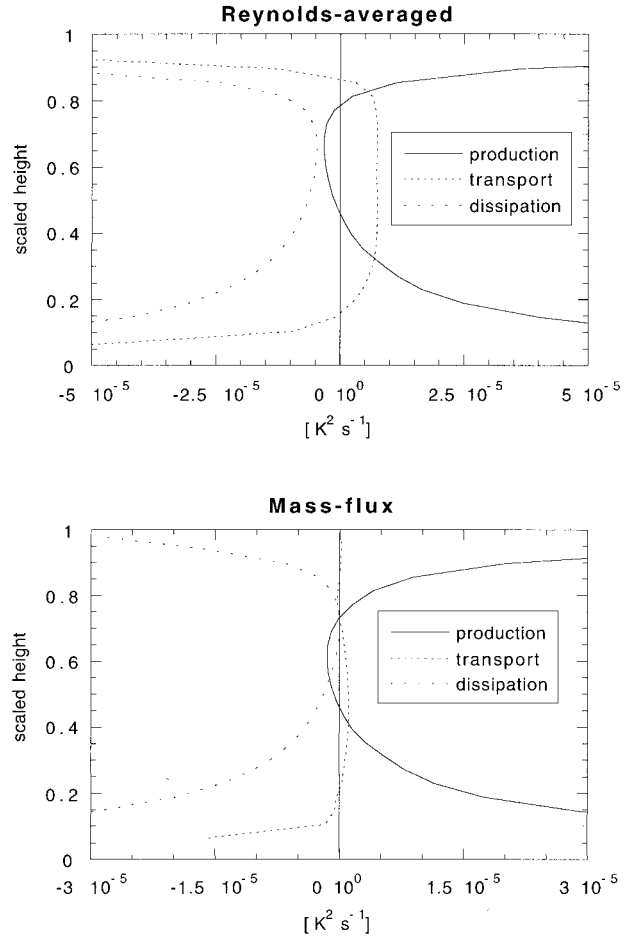 Reynolds-averaged
1
0.8
0.6
0.4
0.2
0
scaled height
production
transport
dissipation
-5 10⁻⁵
-2.5 10⁻⁵
0 10⁰
2.5 10⁻⁵
5 10⁻⁵
[ K² s⁻¹]
Mass-flux
1
0.8
0.6
0.4
0.2
0
scaled height
production
transport
dissipation
-3 10⁻⁵
-1.5 10⁻⁵
0 10⁰
1.5 10⁻⁵
3 10⁻⁵
[ K² s⁻¹]